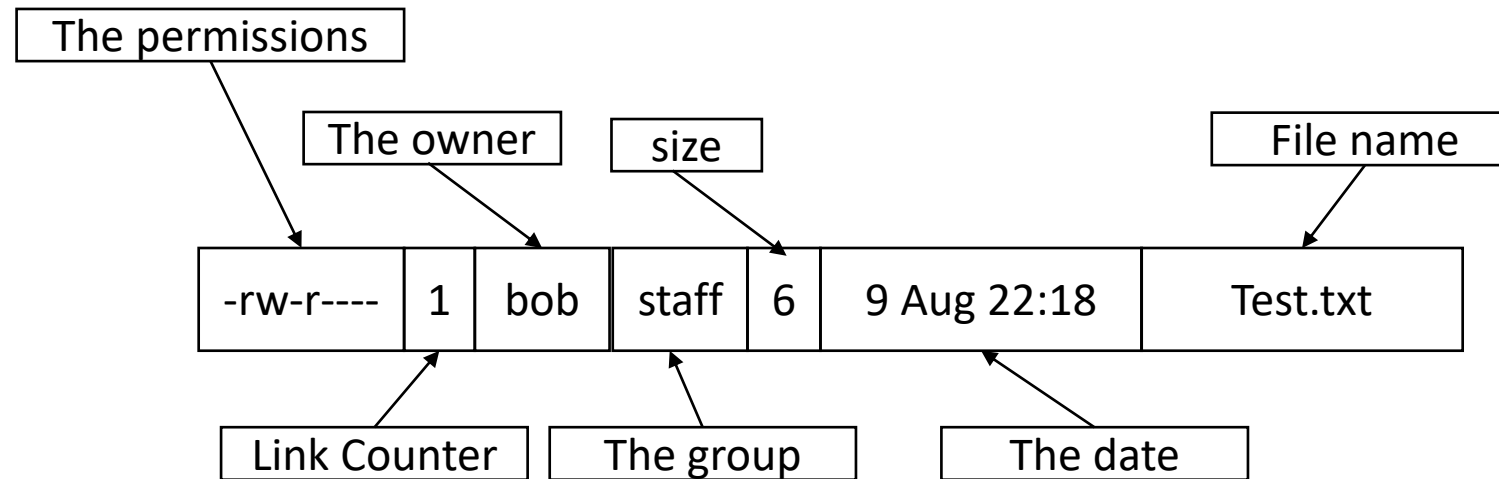 The permissions
The owner
size
File name
-rw-r---- 1 bob staff 6 9 Aug 22:18 Test.txt
Link Counter
The group
The date